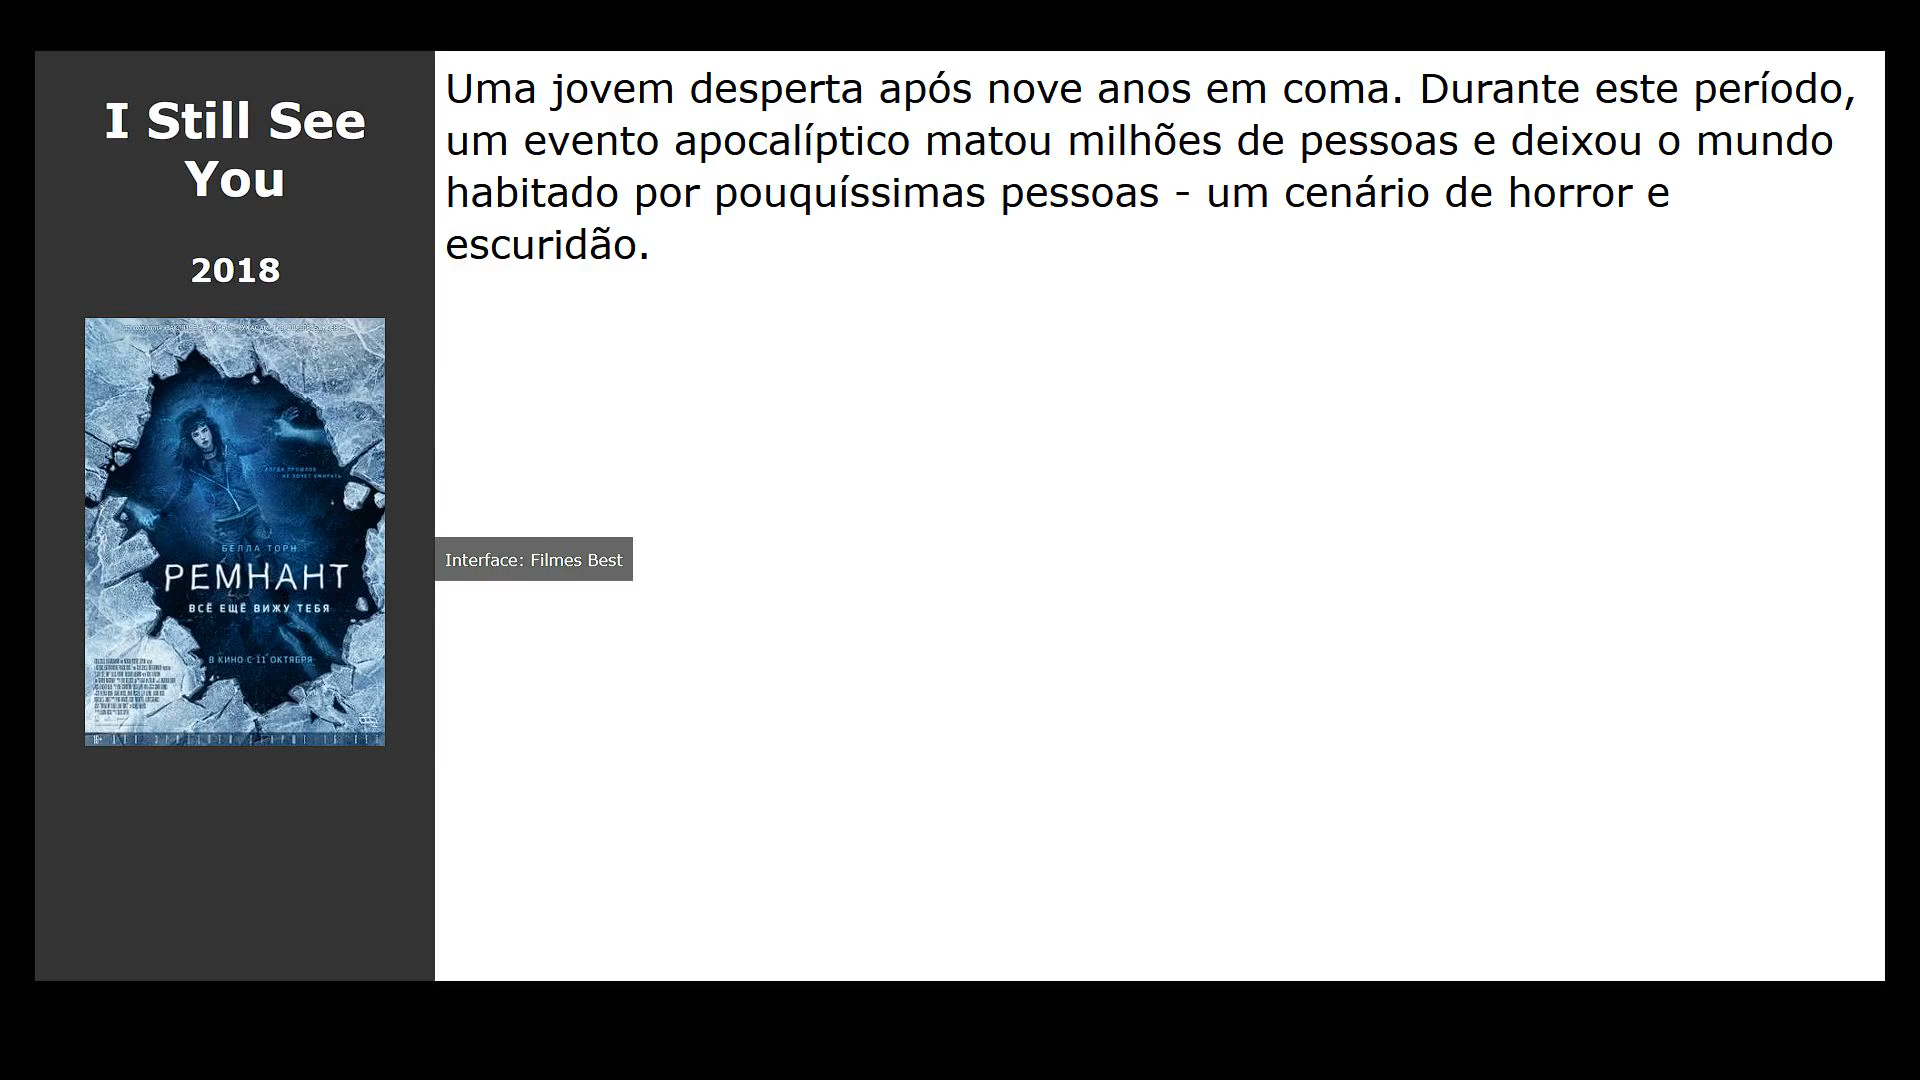 I Still See
You
2018
БЕЛЛА ТОРН
РЕМНАНТ
ВСЁ ЕЩЁ ВИЖУ ТЕБЯ
В КИНО С 11 ОКТЯБРЯ
16+
Uma jovem desperta após nove anos em coma. Durante este período,
um evento apocalíptico matou milhões de pessoas e deixou o mundo
habitado por pouquíssimas pessoas - um cenário de horror e
escuridão.
Interface: Filmes Best